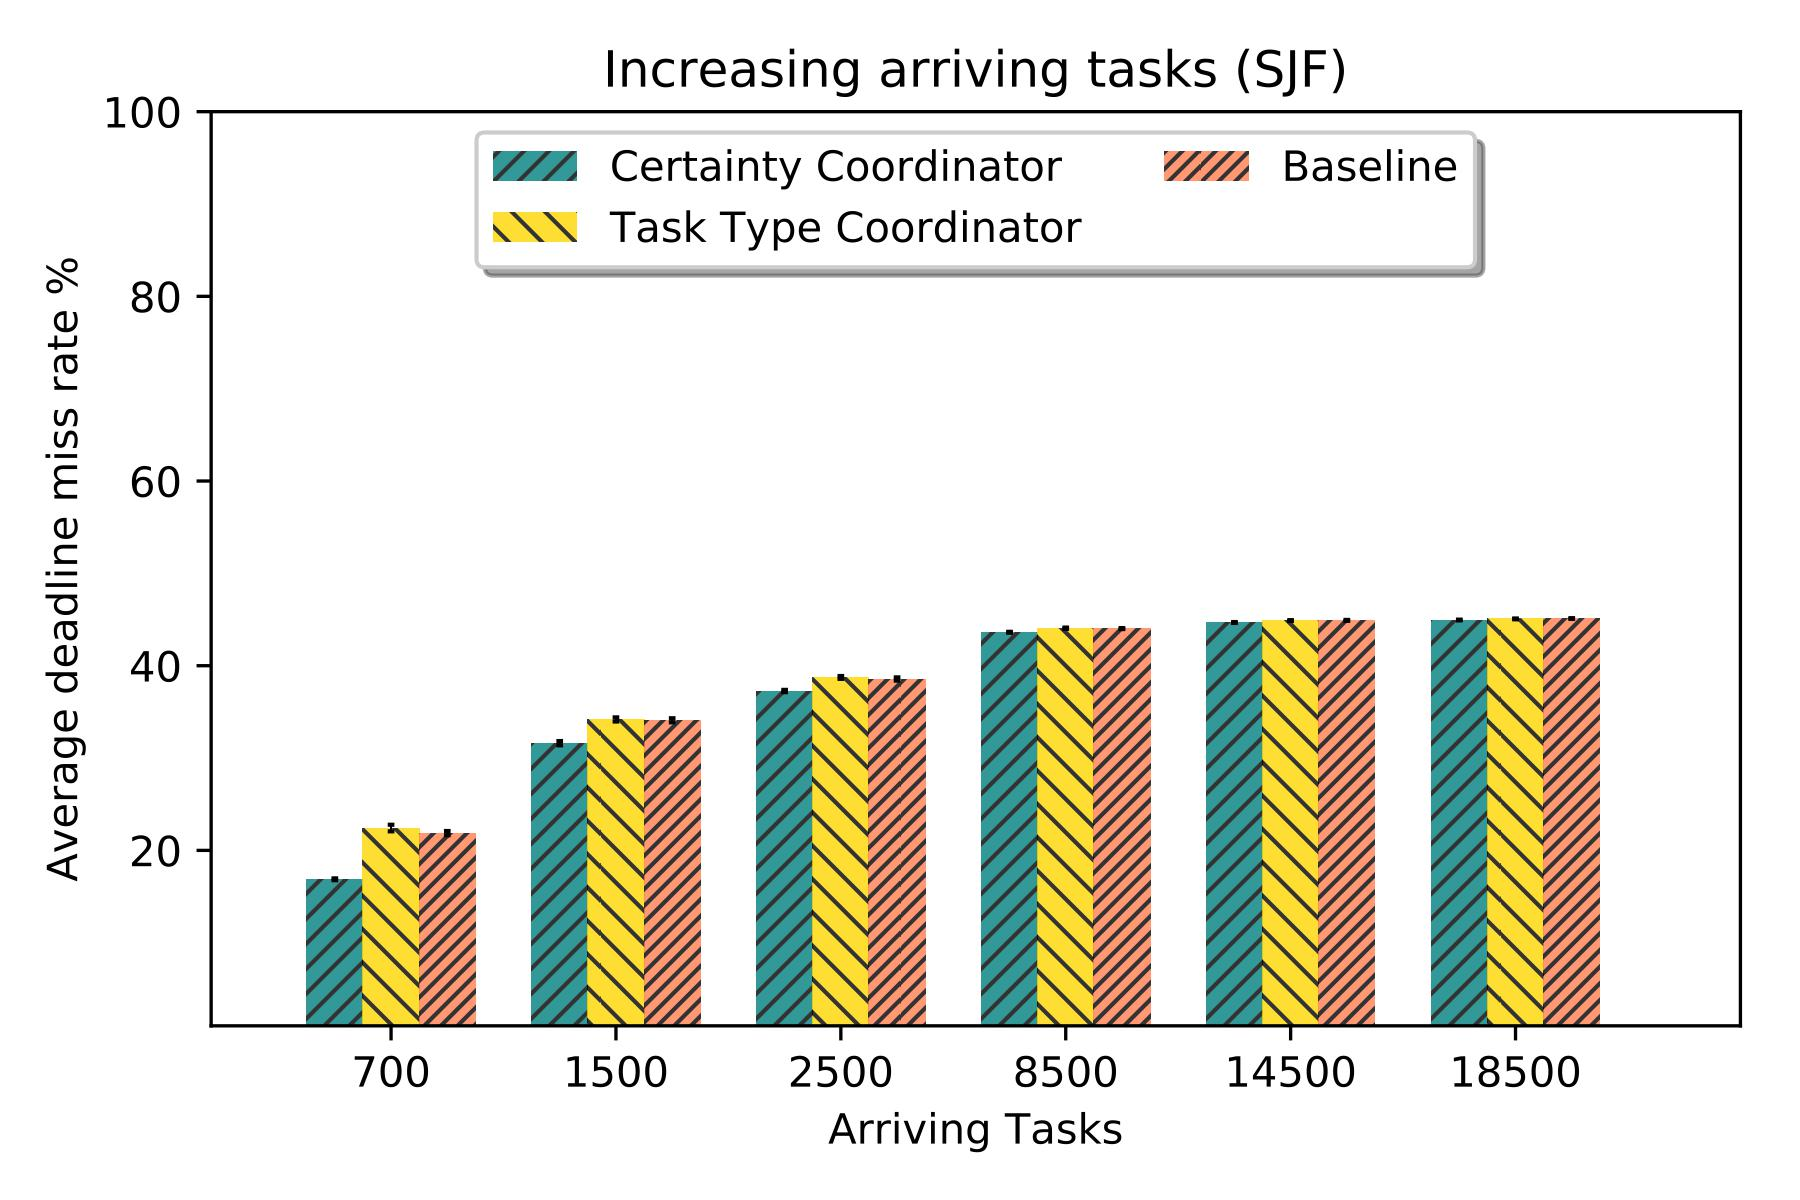 Increasing arriving tasks (SJF)
Certainty Coordinator
Task Type Coordinator
Baseline
Average deadline miss rate %
100
80
60
40
20
700 1500 2500 8500 14500 18500
Arriving Tasks